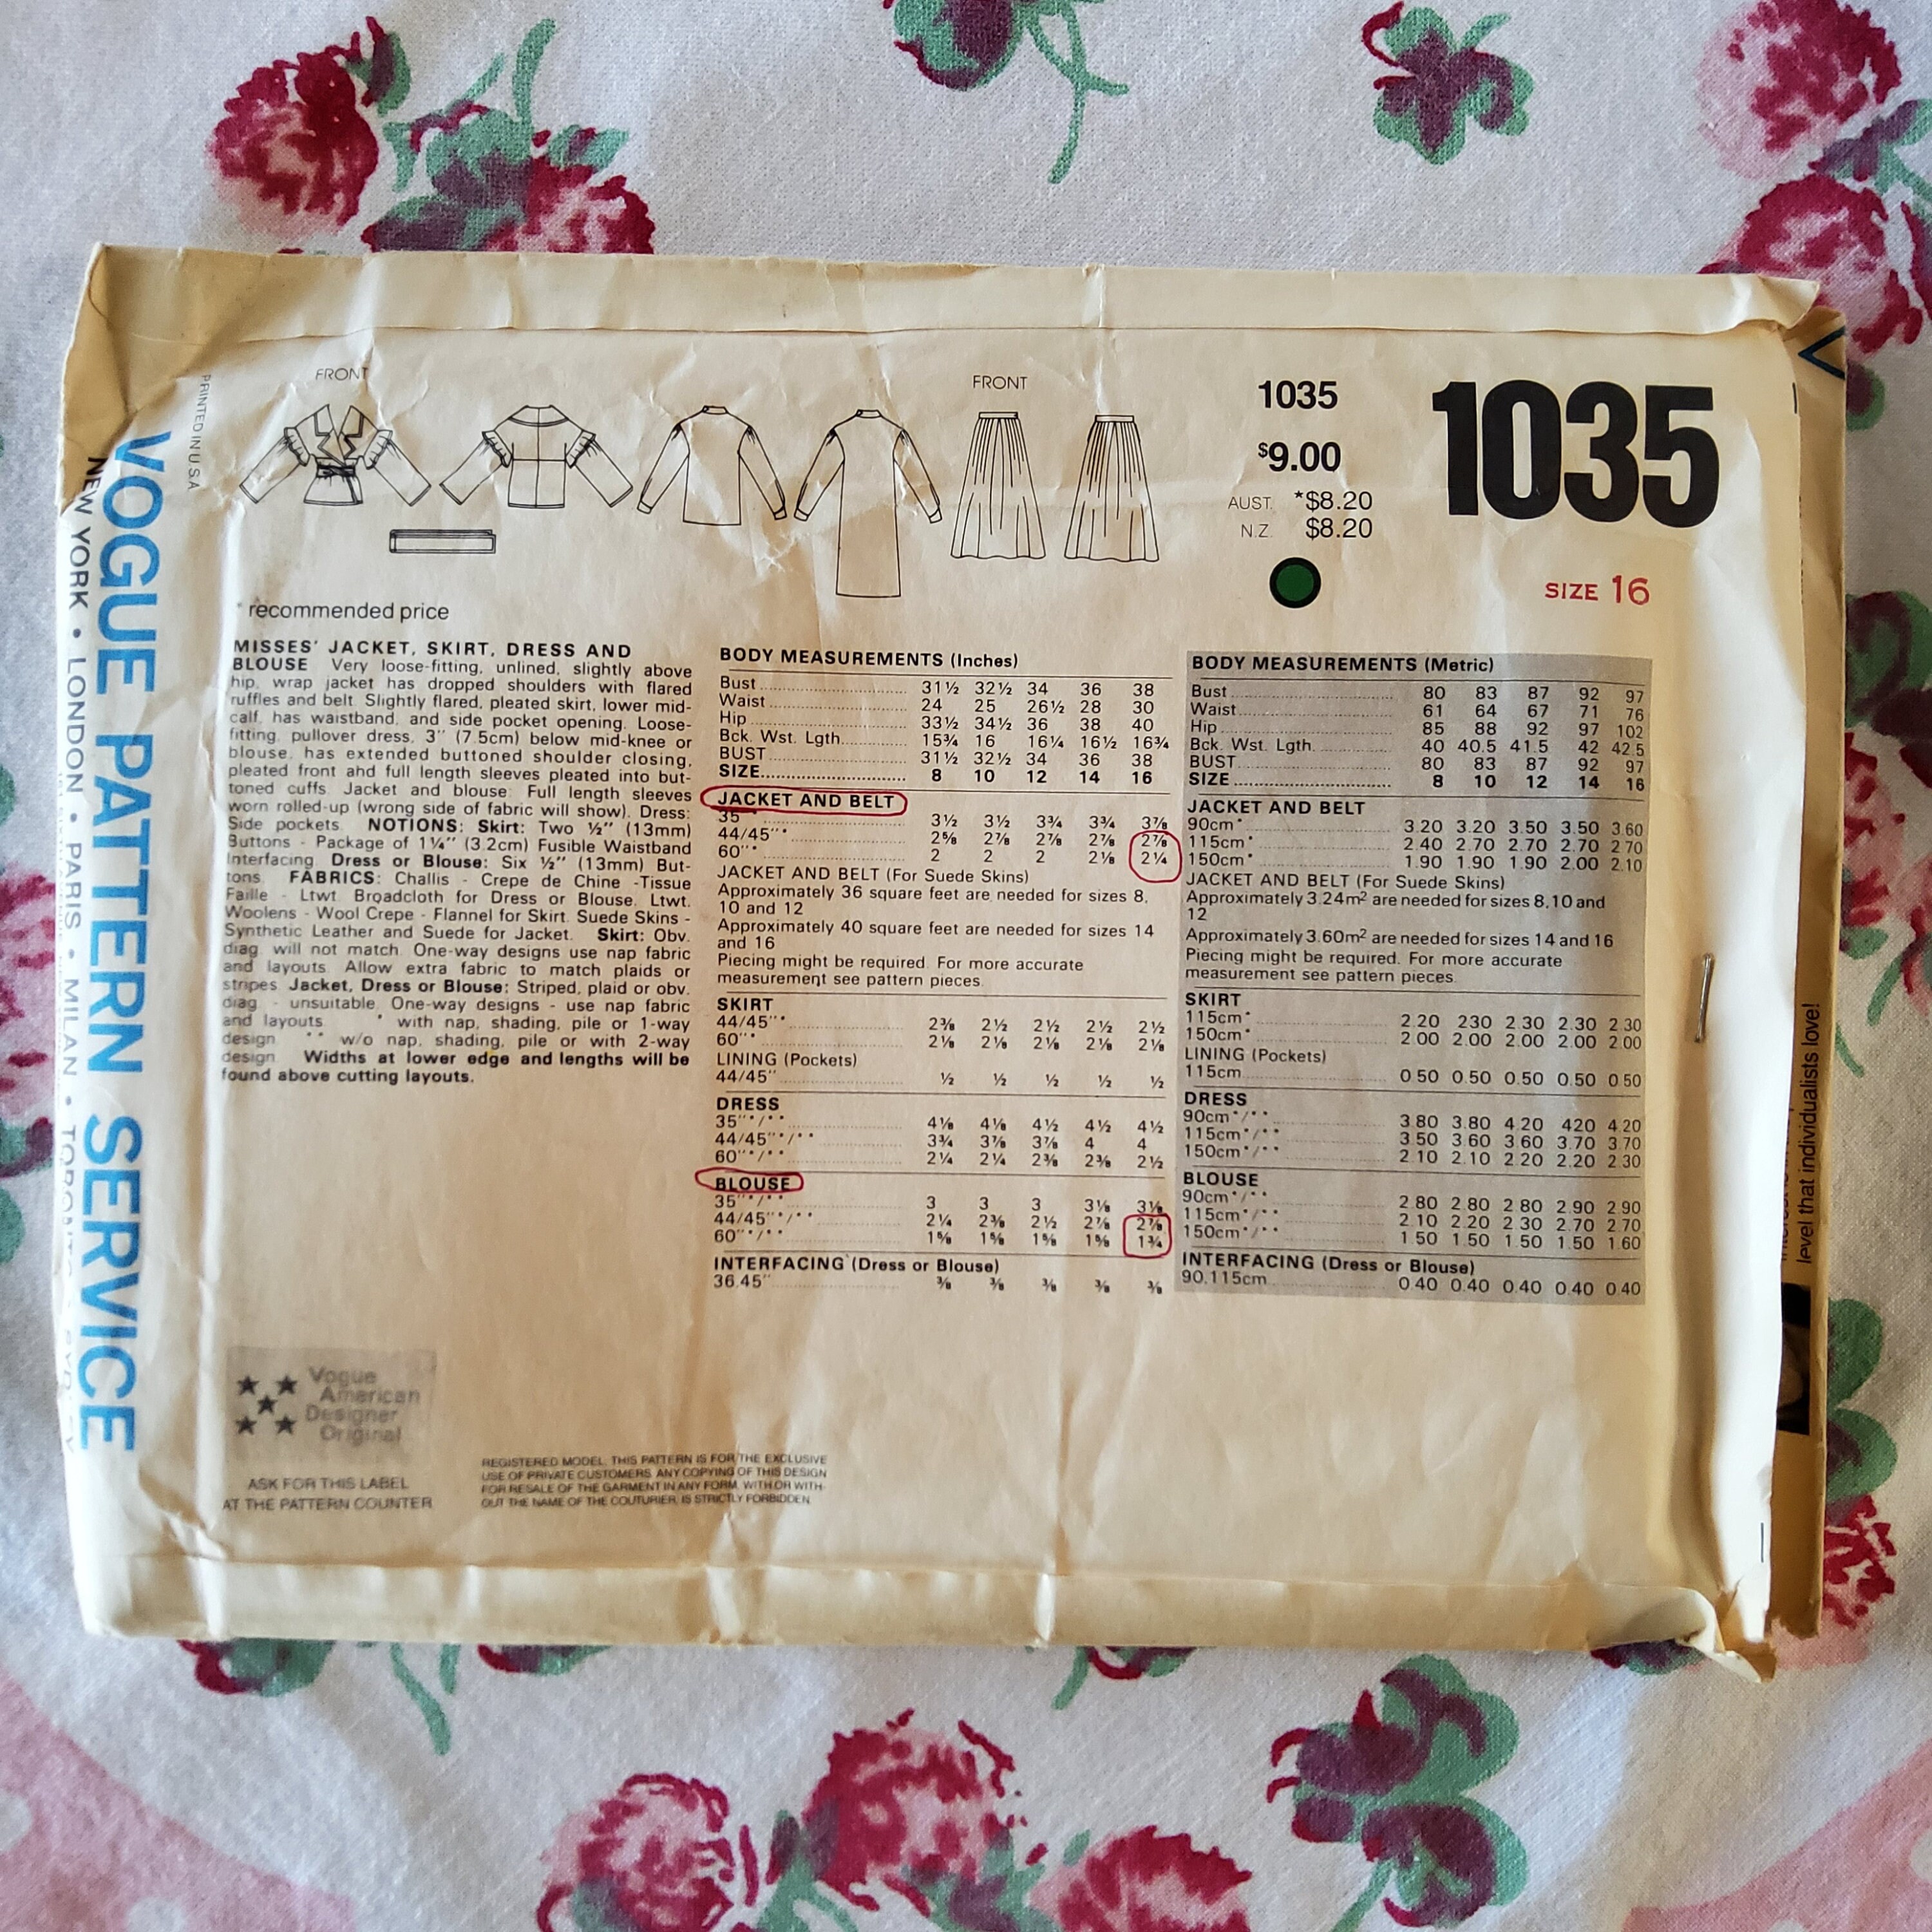 FRONT
FRONT
PRINTED IN U.S.A.
VOGUE PATTERN SERVICE
NEW YORK • LONDON • PARIS • MILAN • TORONTO •
1035
$9.00
AUST. *$8.20
N.Z. $8.20
1035
SIZE 16
* recommended price
MISSES' JACKET, SKIRT, DRESS AND
BLOUSE Very loose-fitting, unlined, slightly above
hip, wrap jacket has dropped shoulders with flared
ruffles and belt. Slightly flared, pleated skirt, lower mid-
calf, has waistband, and side pocket opening. Loose-
fitting, pullover dress, 3" (7.5cm) below mid-knee or
blouse, has extended buttoned shoulder closing,
pleated front and full length sleeves pleated into but-
toned cuffs. Jacket and blouse: Full length sleeves
worn rolled-up (wrong side of fabric will show). Dress:
Side pockets. NOTIONS: Skirt: Two ½" (13mm)
Buttons - Package of 1¼" (3.2cm) Fusible Waistband
Interfacing. Dress or Blouse: Six ½" (13mm) But-
tons. FABRICS: Challis - Crepe de Chine -Tissue
Faille - Ltwt. Broadcloth for Dress or Blouse. Ltwt.
Woolens - Wool Crepe - Flannel for Skirt. Suede Skins -
Synthetic Leather and Suede for Jacket. Skirt: Obv.
diag. will not match. One-way designs use nap fabric
and layouts. Allow extra fabric to match plaids or
stripes. Jacket, Dress or Blouse: Striped, plaid or obv.
diag. - unsuitable. One-way designs - use nap fabric
and layouts. * with nap, shading, pile or 1-way
design. ** w/o nap, shading, pile or with 2-way
design. Widths at lower edge and lengths will be
found above cutting layouts.
BODY MEASUREMENTS (Inches)
Bust 31½ 32½ 34 36 38
Waist 24 25 26½ 28 30
Hip 33½ 34½ 36 38 40
Bck. Wst. Lgth. 15¾ 16 16¼ 16½ 16¾
BUST 31½ 32½ 34 36 38
SIZE 8 10 12 14 16
JACKET AND BELT
35"* 3½ 3½ 3¾ 3¾ 3⅞
44/45"* 2⅝ 2⅞ 2⅞ 2⅞ 2⅞
60"* 2 2 2 2⅛ 2¼
JACKET AND BELT (For Suede Skins)
Approximately 36 square feet are needed for sizes 8,
10 and 12
Approximately 40 square feet are needed for sizes 14
and 16
Piecing might be required. For more accurate
measurement see pattern pieces.
SKIRT
44/45"* 2⅜ 2½ 2½ 2½ 2½
60"* 2⅛ 2⅛ 2⅛ 2⅛ 2⅛
LINING (Pockets)
44/45" ½ ½ ½ ½ ½
DRESS
35"*/** 4⅛ 4⅛ 4½ 4½ 4½
44/45"*/** 3¾ 3⅞ 3⅞ 4 4
60"*/** 2¼ 2¼ 2⅜ 2⅜ 2½
BLOUSE
35"*/** 3 3 3 3⅛ 3⅛
44/45"*/** 2¼ 2⅜ 2½ 2⅞ 2⅞
60"*/** 1⅝ 1⅝ 1⅝ 1⅝ 1¾
INTERFACING (Dress or Blouse)
36,45" ⅜ ⅜ ⅜ ⅜ ⅜
BODY MEASUREMENTS (Metric)
Bust 80 83 87 92 97
Waist 61 64 67 71 76
Hip 85 88 92 97 102
Bck. Wst. Lgth. 40 40.5 41.5 42 42.5
BUST 80 83 87 92 97
SIZE 8 10 12 14 16
JACKET AND BELT
90cm* 3.20 3.20 3.50 3.50 3.60
115cm* 2.40 2.70 2.70 2.70 2.70
150cm* 1.90 1.90 1.90 2.00 2.10
JACKET AND BELT (For Suede Skins)
Approximately 3.24m² are needed for sizes 8,10 and
12
Approximately 3.60m² are needed for sizes 14 and 16
Piecing might be required. For more accurate
measurement see pattern pieces.
SKIRT
115cm* 2.20 2.30 2.30 2.30 2.30
150cm* 2.00 2.00 2.00 2.00 2.00
LINING (Pockets)
115cm 0.50 0.50 0.50 0.50 0.50
DRESS
90cm*/** 3.80 3.80 4.20 4.20 4.20
115cm*/** 3.50 3.60 3.60 3.70 3.70
150cm*/** 2.10 2.10 2.20 2.20 2.30
BLOUSE
90cm*/** 2.80 2.80 2.80 2.90 2.90
115cm*/** 2.10 2.20 2.30 2.70 2.70
150cm*/** 1.50 1.50 1.50 1.50 1.60
INTERFACING (Dress or Blouse)
90,115cm 0.40 0.40 0.40 0.40 0.40
Vogue
American
Designer
Original
ASK FOR THIS LABEL
AT THE PATTERN COUNTER
REGISTERED MODEL. THIS PATTERN IS FOR THE EXCLUSIVE
USE OF PRIVATE CUSTOMERS. ANY COPYING OF THIS DESIGN
FOR RESALE OF THE GARMENT IN ANY FORM, WITH OR WITH-
OUT THE NAME OF THE COUTURIER, IS STRICTLY FORBIDDEN.
level that individualists love!